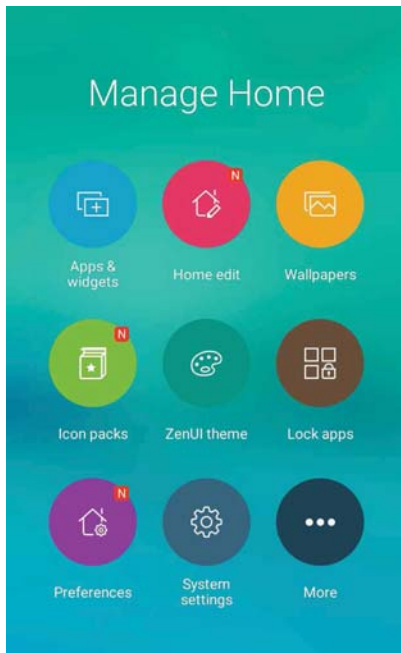 Manage Home
N
Apps &
widgets
Home edit
Wallpapers
N
Icon packs
ZenUI theme
Lock apps
N
Preferences
System
settings
More